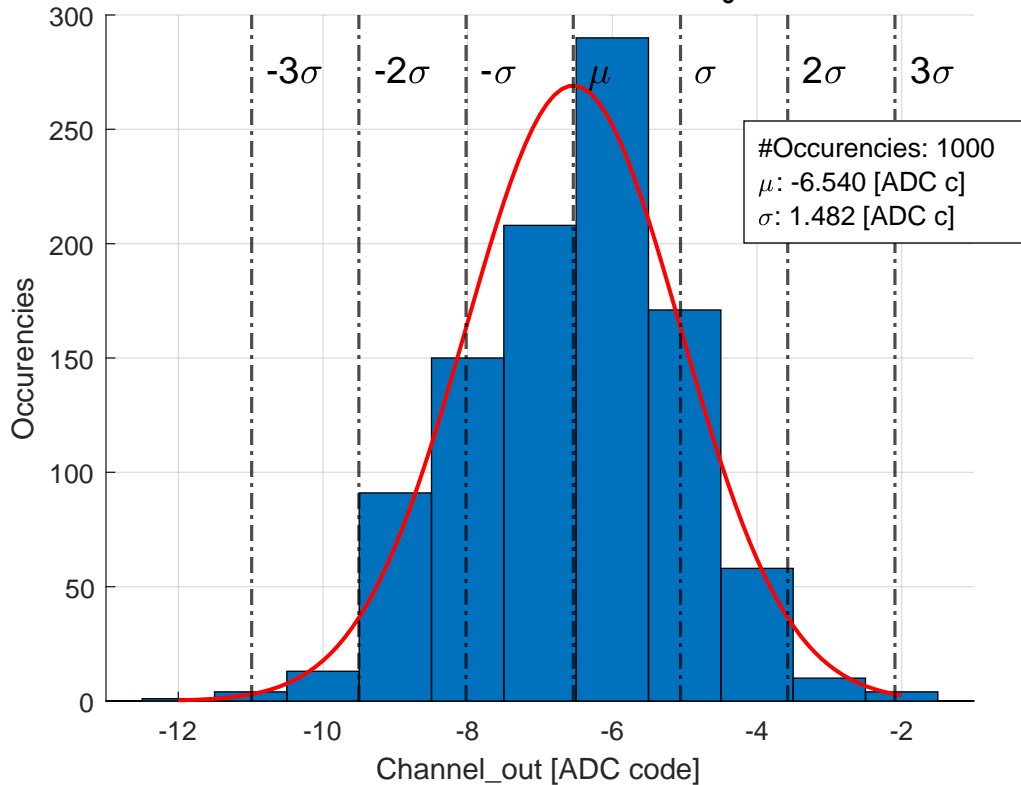 300
250
200
150
100
50
0
Occurencies
-3σ
-2σ
-σ
μ
σ
2σ
3σ
#Occurencies: 1000
μ: -6.540 [ADC c]
σ: 1.482 [ADC c]
-12
-10
-8
-6
-4
-2
Channel_out [ADC code]